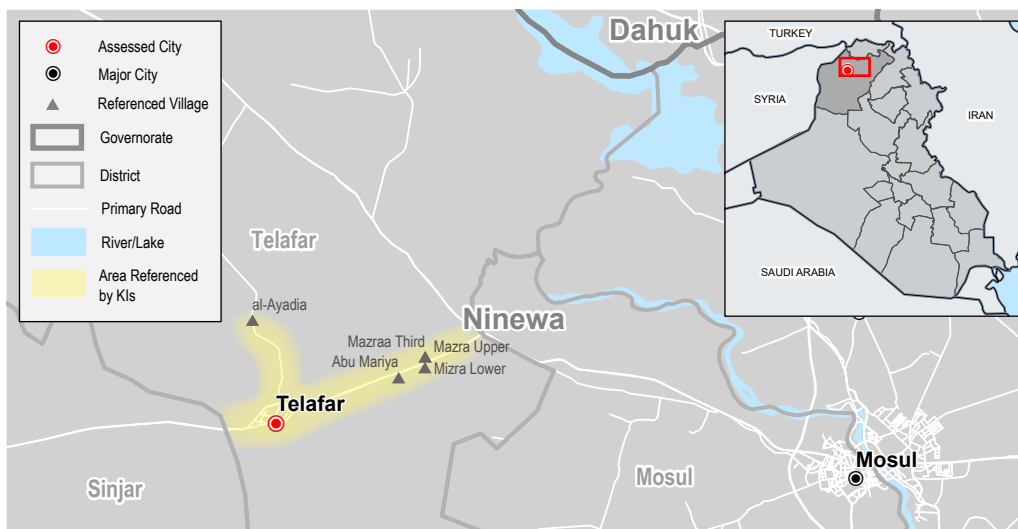 Assessed City
Major City
Referenced Village
Governorate
District
Primary Road
River/Lake
Area Referenced
by KIs
Dahuk
TURKEY
SYRIA
IRAN
SAUDI ARABIA
Telafar
al-Ayadia
Ninewa
Mazraa Third
Mazra Upper
Abu Mariya
Mizra Lower
Telafar
Mosul
Mosul
Sinjar